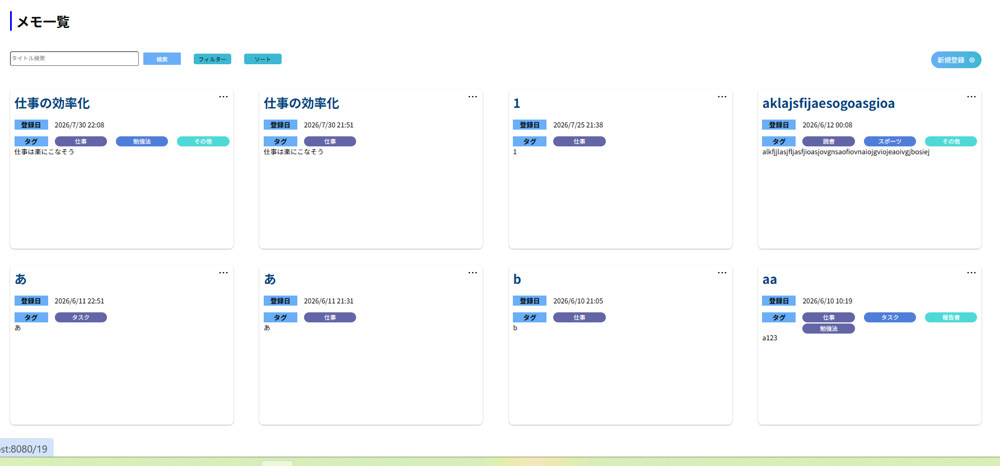 メモ一覧
タイトル検索 検索 フィルター ソート 新規登録 ⊕
仕事の効率化 …
登録日 2026/7/30 22:08
タグ 仕事 勉強法 その他
仕事は楽にこなそう
仕事の効率化 …
登録日 2026/7/30 21:51
タグ 仕事
仕事は楽にこなそう
1 …
登録日 2026/7/25 21:38
タグ 仕事
1
aklajsfijaesogoasgioa …
登録日 2026/6/12 00:08
タグ 読書 スポーツ その他
alkfjjlasjfljasfjioasjovgnsaofiovnaiojgviojeaoivgjbosiej
あ …
登録日 2026/6/11 22:51
タグ タスク
あ
あ …
登録日 2026/6/11 21:31
タグ 仕事
あ
b …
登録日 2026/6/10 21:05
タグ 仕事
b
aa …
登録日 2026/6/10 10:19
タグ 仕事 タスク 報告書
勉強法
a123
ost:8080/19